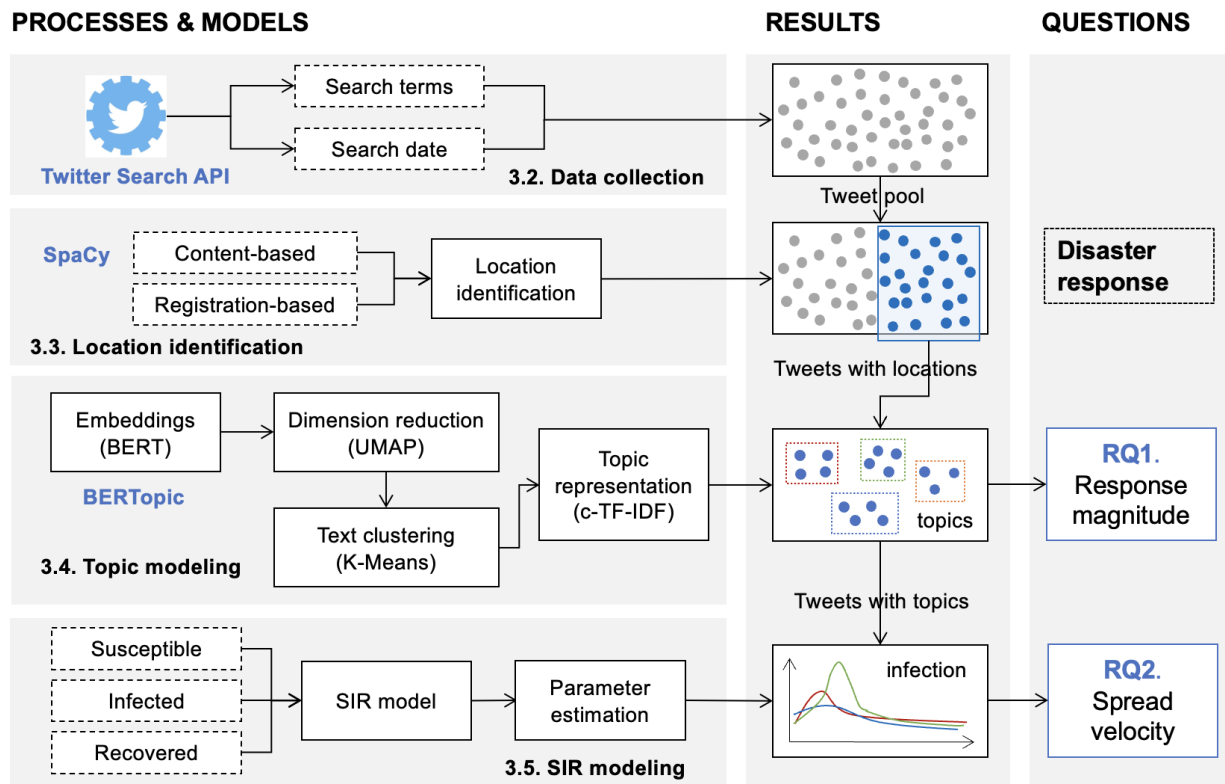 PROCESSES & MODELS
RESULTS
QUESTIONS
Search terms
Search date
Twitter Search API
3.2. Data collection
Tweet pool
SpaCy
Content-based
Registration-based
Location
identification
3.3. Location identification
Tweets with locations
Disaster
response
Embeddings
(BERT)
Dimension reduction
(UMAP)
BERTopic
Text clustering
(K-Means)
Topic
representation
(c-TF-IDF)
3.4. Topic modeling
topics
Tweets with topics
RQ1.
Response
magnitude
Susceptible
Infected
Recovered
SIR model
Parameter
estimation
3.5. SIR modeling
infection
RQ2.
Spread
velocity